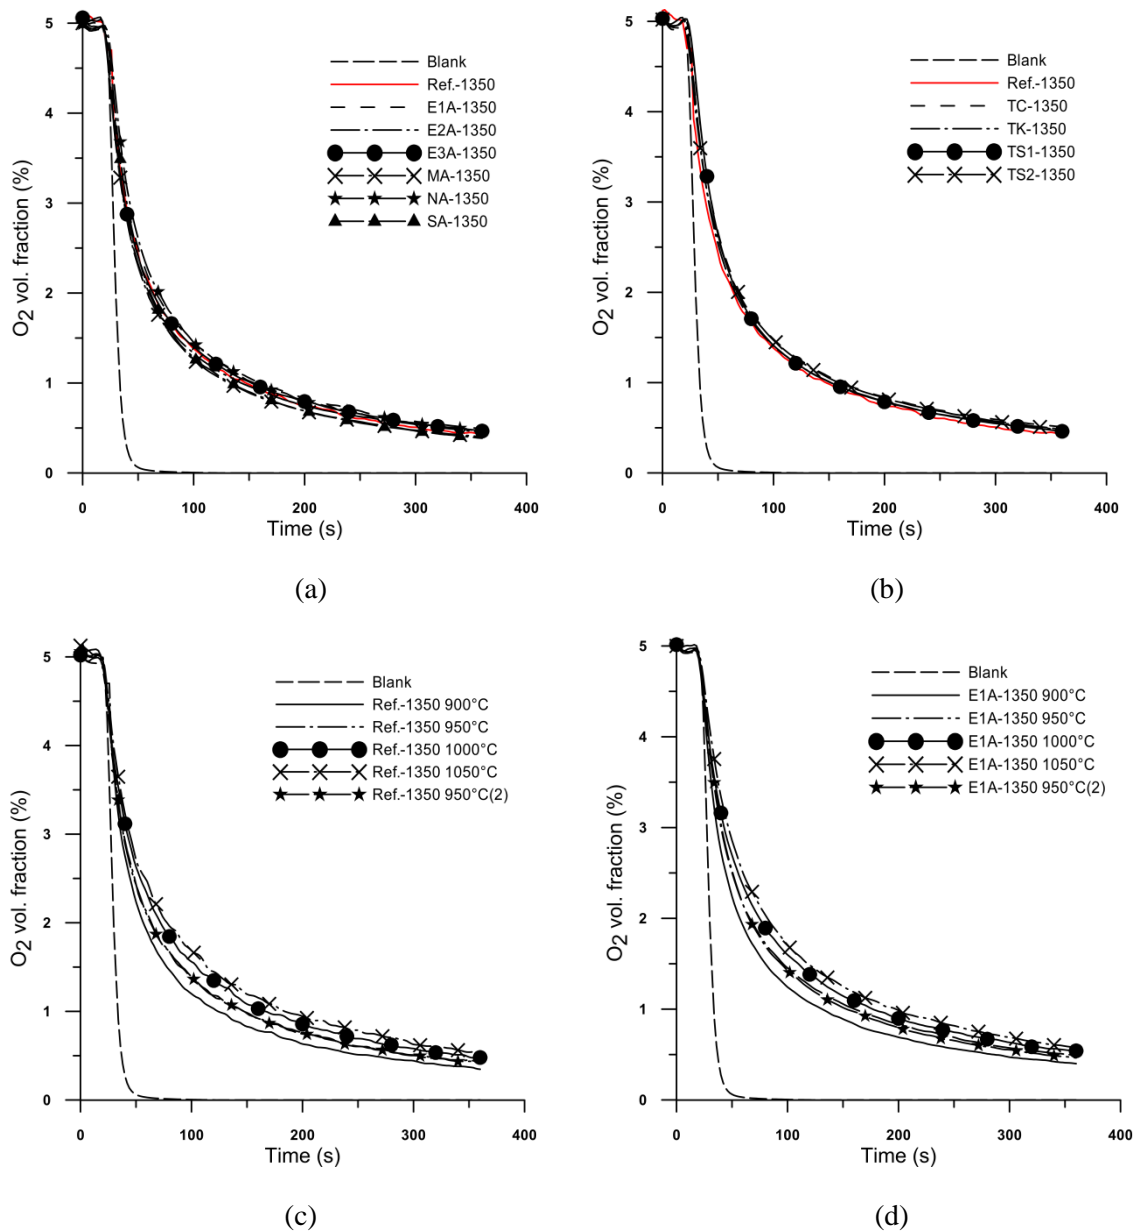 5
4
3
2
1
0
O2 vol. fraction (%)
Blank
Ref.-1350
E1A-1350
E2A-1350
E3A-1350
MA-1350
NA-1350
SA-1350
0 100 200 300 400
Time (s)
(a)
5
4
3
2
1
0
O2 vol. fraction (%)
Blank
Ref.-1350
TC-1350
TK-1350
TS1-1350
TS2-1350
0 100 200 300 400
Time (s)
(b)
5
4
3
2
1
0
O2 vol. fraction (%)
Blank
Ref.-1350 900°C
Ref.-1350 950°C
Ref.-1350 1000°C
Ref.-1350 1050°C
Ref.-1350 950°C(2)
0 100 200 300 400
Time (s)
(c)
5
4
3
2
1
0
O2 vol. fraction (%)
Blank
E1A-1350 900°C
E1A-1350 950°C
E1A-1350 1000°C
E1A-1350 1050°C
E1A-1350 950°C(2)
0 100 200 300 400
Time (s)
(d)